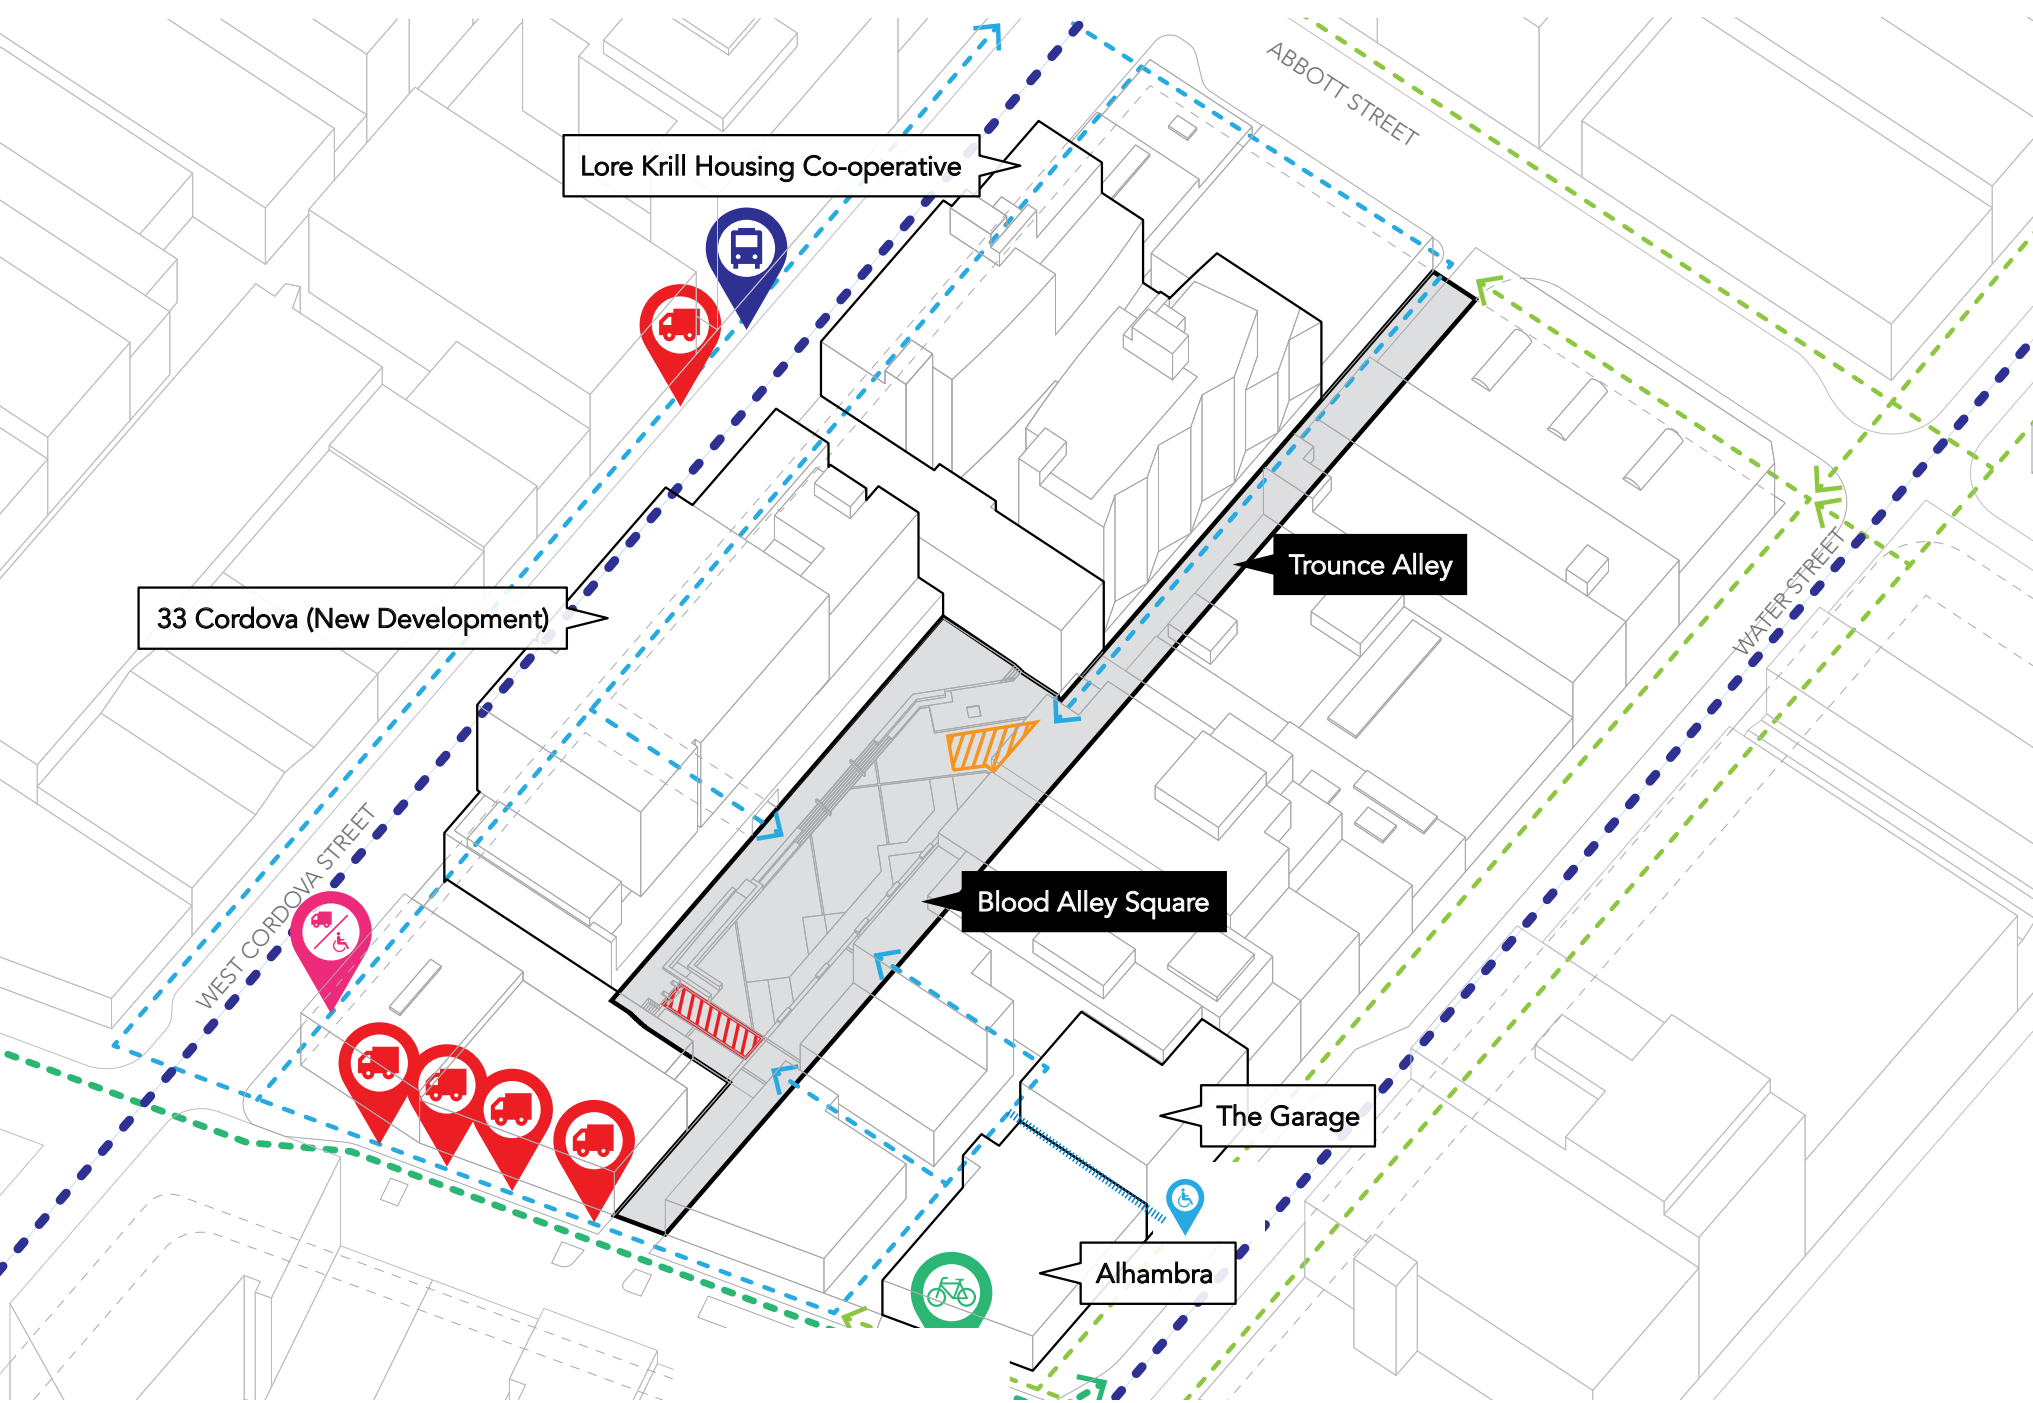 ABBOTT STREET
Lore Krill Housing Co-operative
Trounce Alley
33 Cordova (New Development)
WATER STREET
WEST CORDOVA STREET
Blood Alley Square
The Garage
Alhambra